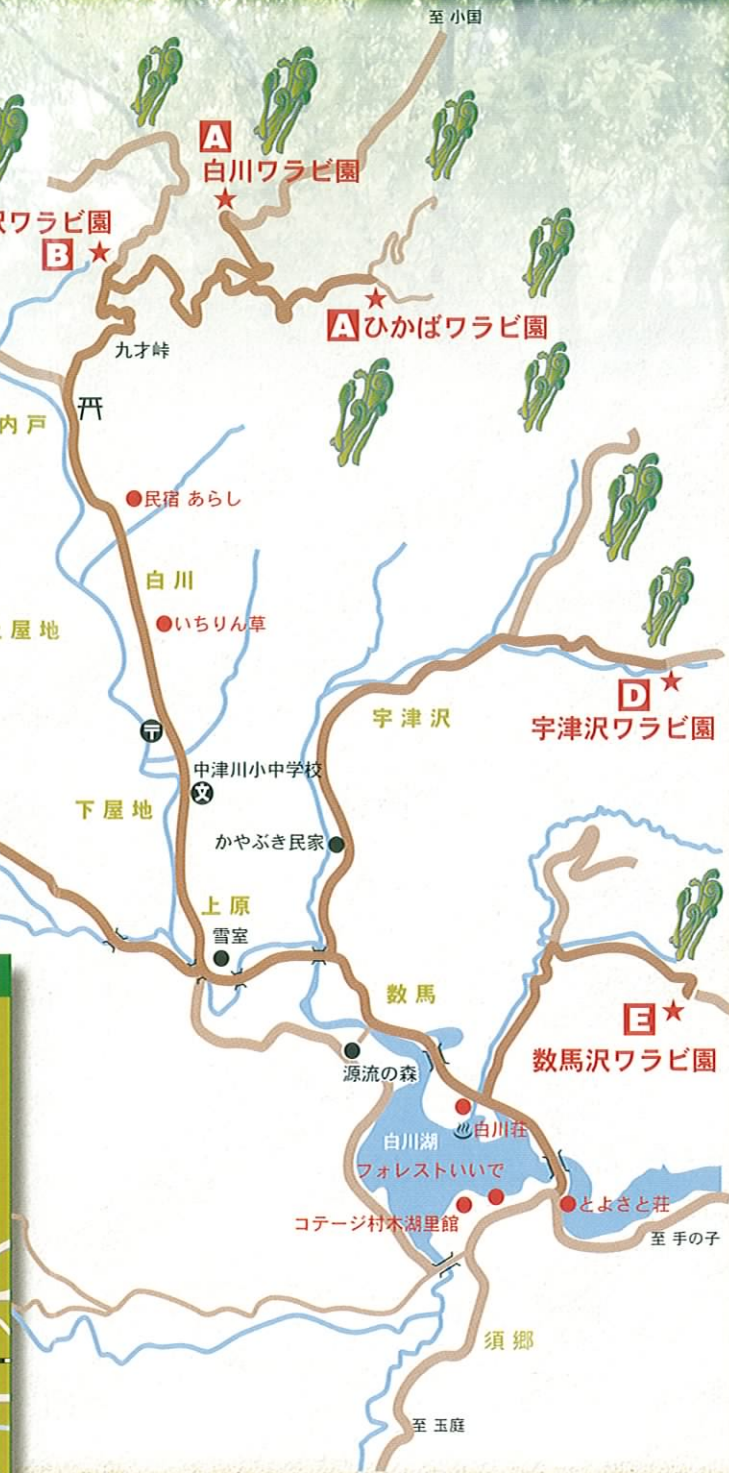 至 小国
A
白川ワラビ園
沢ワラビ園
B
A ひかばワラビ園
九才峠
内戸
民宿 あらし
白川
いちりん草
屋地
D
宇津沢ワラビ園
宇津沢
中津川小中学校
文
下屋地
かやぶき民家
上原
雪室
数馬
E
数馬沢ワラビ園
源流の森
白川荘
白川湖
フォレストいいで
とよさと荘
コテージ村木湖里館
至 手の子
須郷
至 玉庭